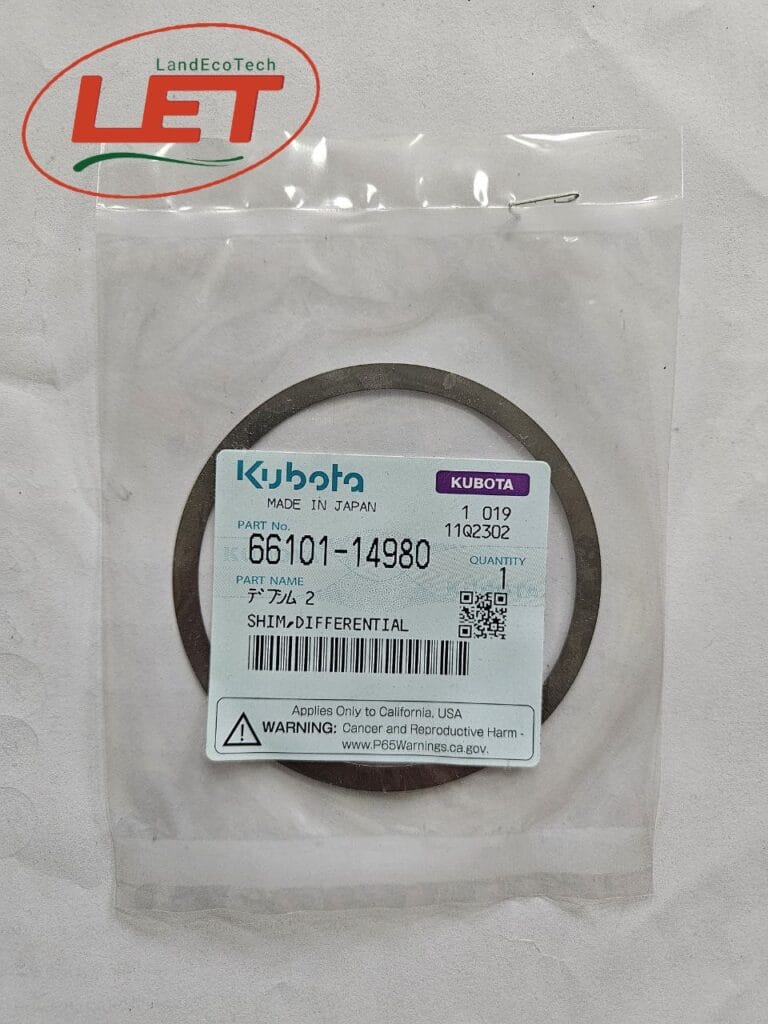 LandEcoTech
LET
Kubota
KUBOTA
MADE IN JAPAN
1 019
11Q2302
PART No.
66101-14980
QUANTITY
1
PART NAME
デフシム 2
SHIM,DIFFERENTIAL
Applies Only to California, USA
WARNING: Cancer and Reproductive Harm -
www.P65Warnings.ca.gov.